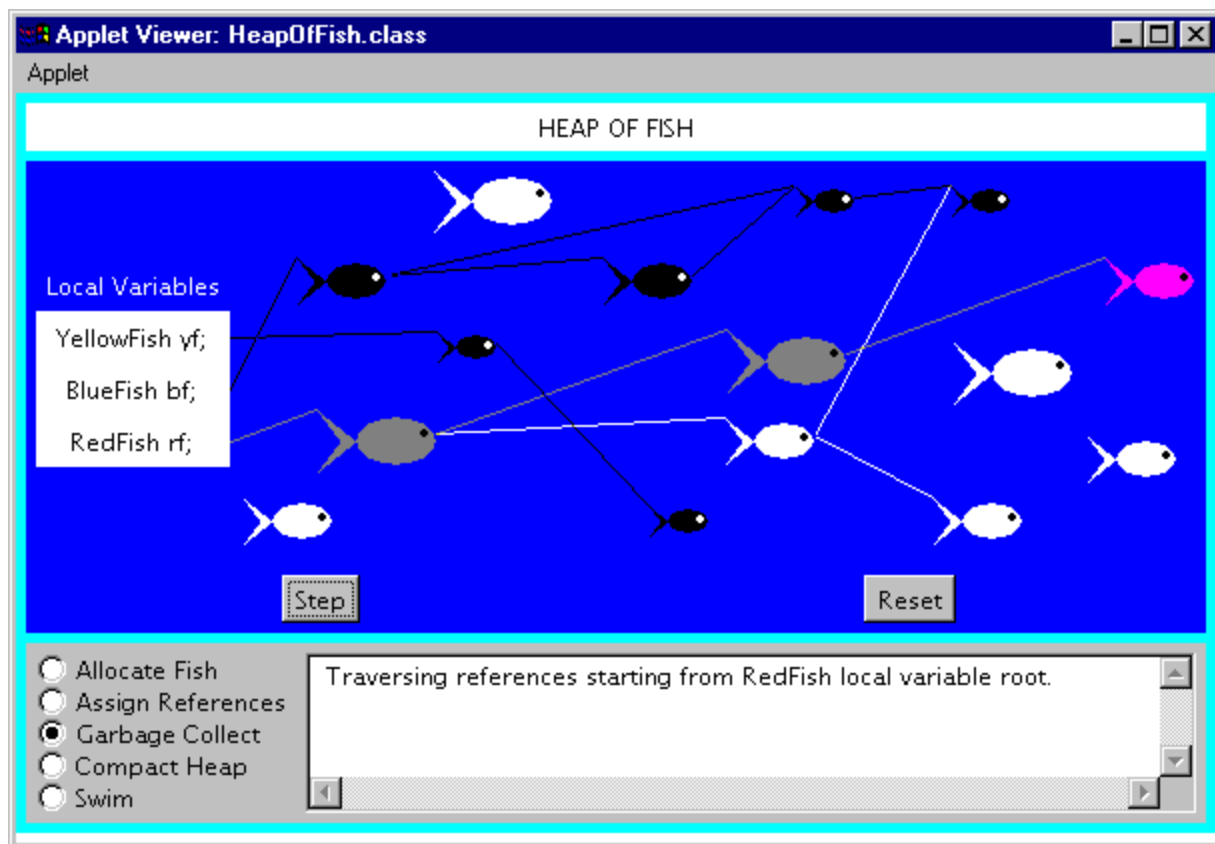 Applet Viewer: HeapOfFish.class
Applet
HEAP OF FISH
Local Variables
YellowFish yf;
BlueFish bf;
RedFish rf;
Step
Reset
Allocate Fish
Assign References
Garbage Collect
Compact Heap
Swim
Traversing references starting from RedFish local variable root.